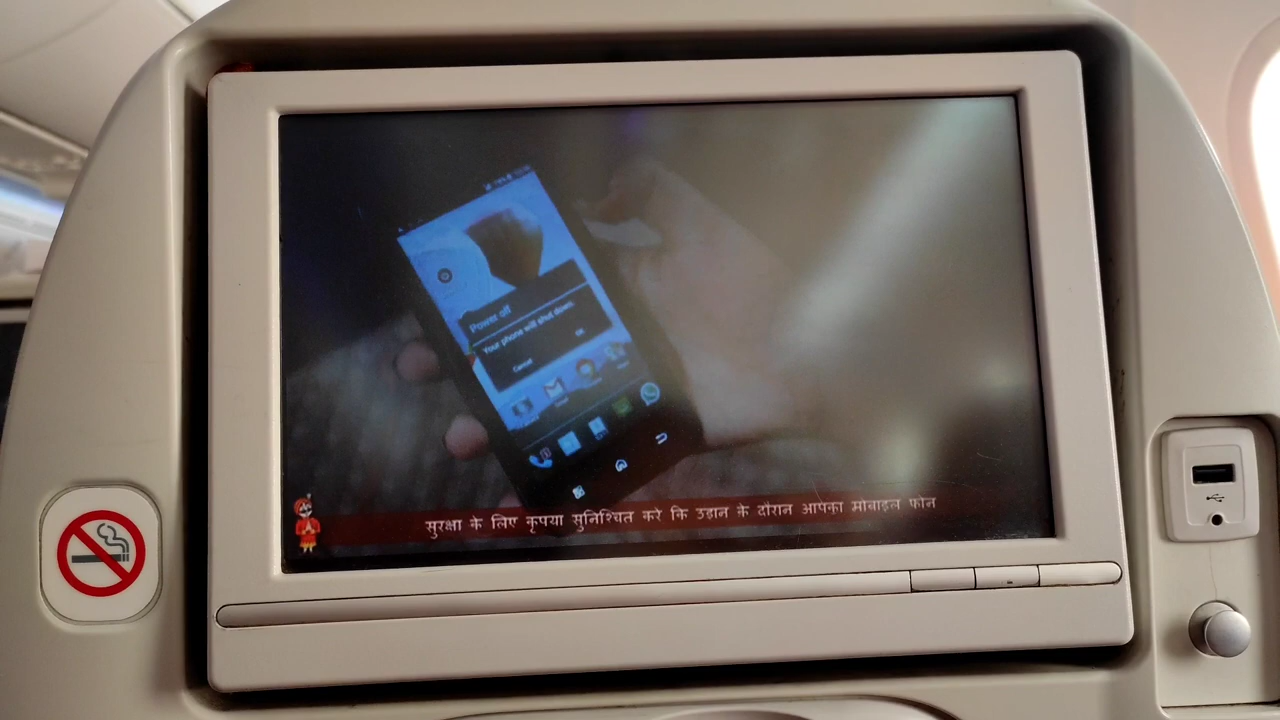 Power off
Your phone will shut down.
Cancel
OK
सुरक्षा के लिए कृपया सुनिश्चित करे कि उड़ान के दौरान आपका मोबाइल फोन